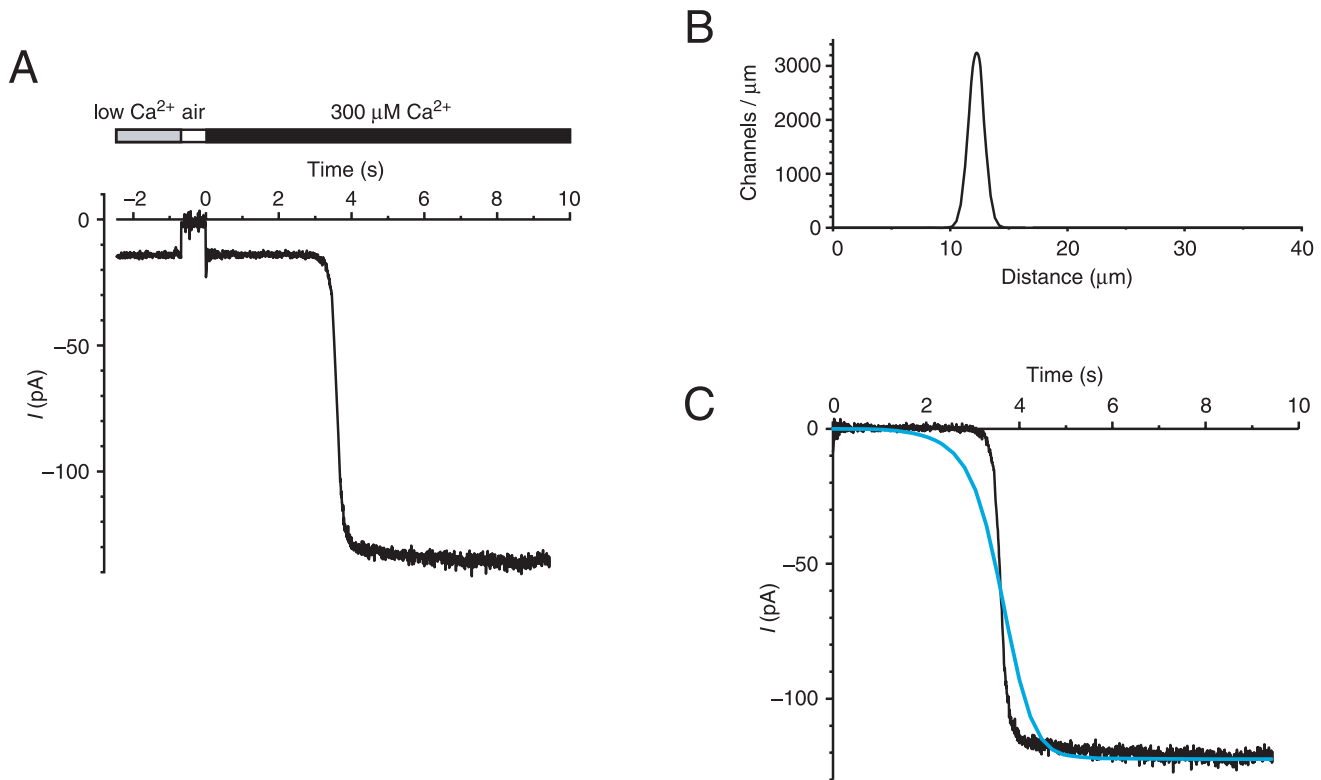 A
low Ca²⁺ air 300 μM Ca²⁺
Time (s)
−2 0 2 4 6 8 10
0
−50
−100
I (pA)
B
3000
2000
1000
0
Channels / μm
0 10 20 30 40
Distance (μm)
C
Time (s)
0 2 4 6 8 10
0
−50
−100
I (pA)